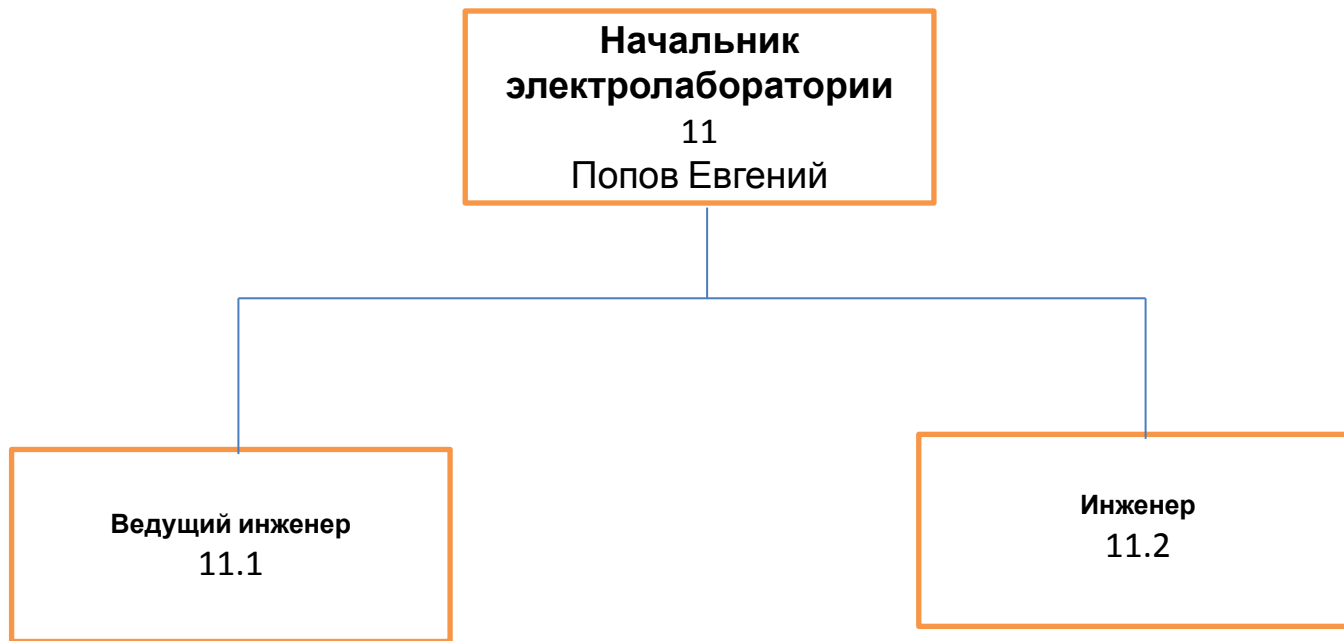 Начальник
электролаборатории
11
Попов Евгений
Ведущий инженер
11.1
Инженер
11.2